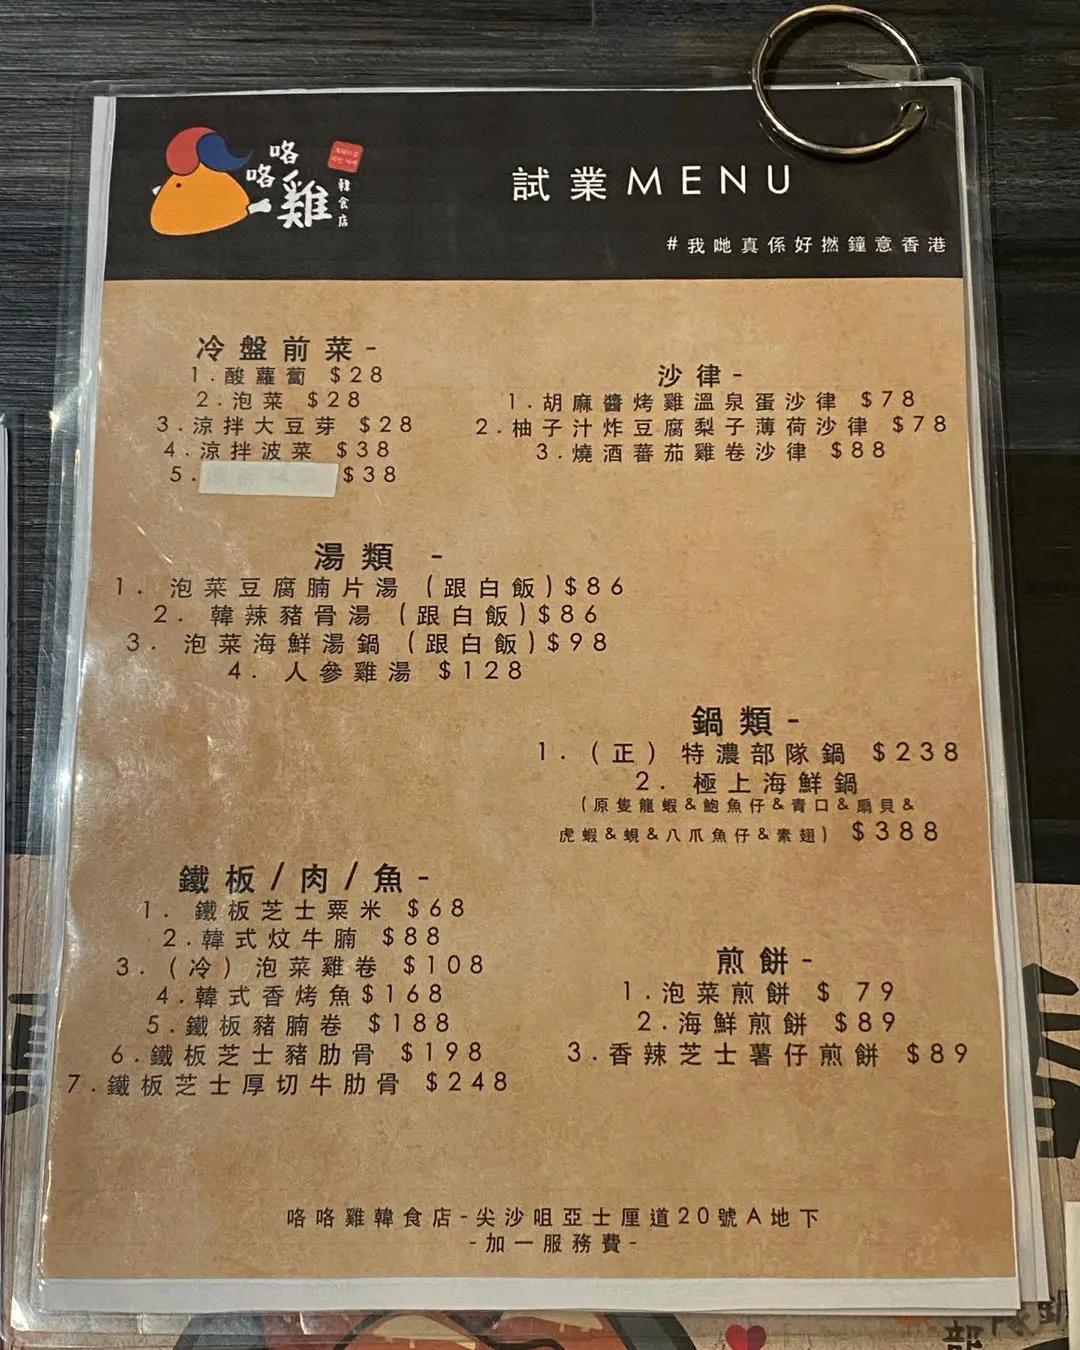 咯
咯
雞
韓食店
試業MENU
#我哋真係好撚鐘意香港
冷盤前菜-
1.酸蘿蔔 $28
2.泡菜 $28
3.涼拌大豆芽 $28
4.涼拌波菜 $38
5. $38
沙律-
1.胡麻醬烤雞溫泉蛋沙律 $78
2.柚子汁炸豆腐梨子薄荷沙律 $78
3.燒酒蕃茄雞卷沙律 $88
湯類 -
1. 泡菜豆腐腩片湯 (跟白飯)$86
2. 韓辣豬骨湯 (跟白飯)$86
3. 泡菜海鮮湯鍋 (跟白飯)$98
4. 人參雞湯 $128
鍋類-
1. (正) 特濃部隊鍋 $238
2. 極上海鮮鍋
(原隻龍蝦&鮑魚仔&青口&扇貝&
虎蝦&蜆&八爪魚仔&素翅) $388
鐵板/肉/魚-
1. 鐵板芝士粟米 $68
2.韓式炆牛腩 $88
3. (冷) 泡菜雞卷 $108
4.韓式香烤魚$168
5.鐵板豬腩卷 $188
6.鐵板芝士豬肋骨 $198
7.鐵板芝士厚切牛肋骨 $248
煎餅-
1.泡菜煎餅 $ 79
2.海鮮煎餅 $89
3.香辣芝士薯仔煎餅 $89
咯咯雞韓食店-尖沙咀亞士厘道20號A地下
-加一服務費-